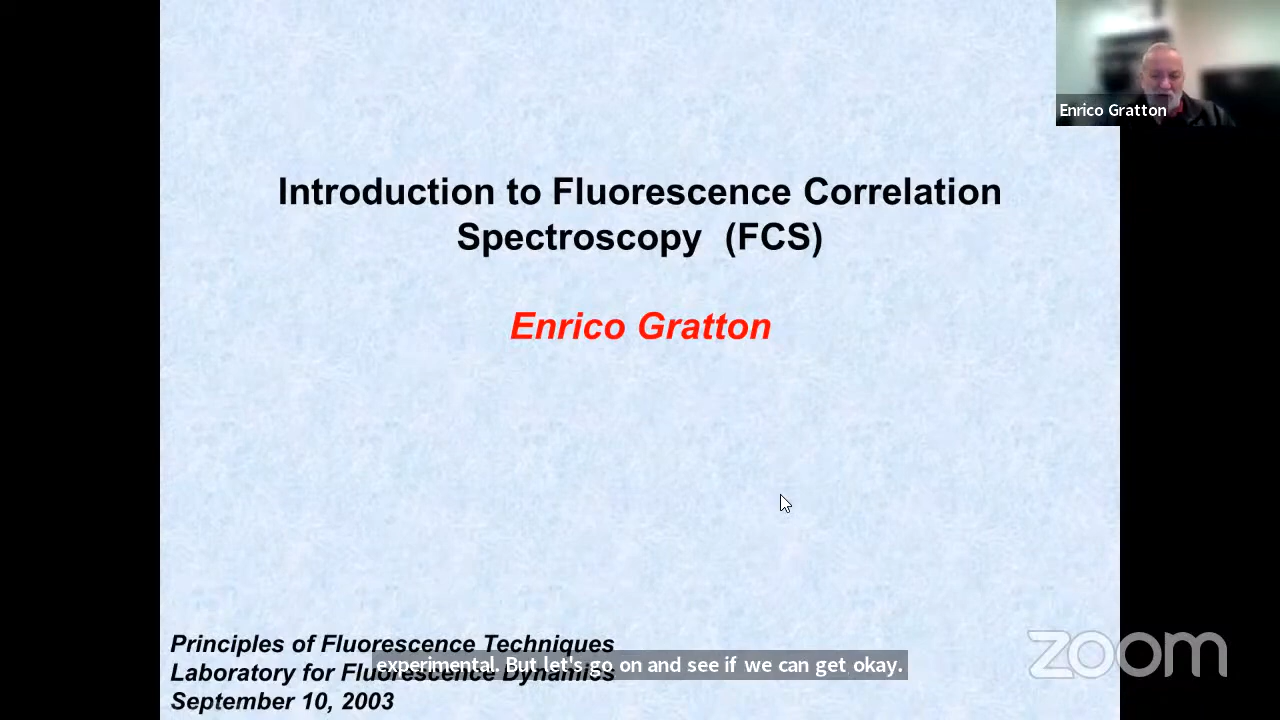 Enrico Gratton
Introduction to Fluorescence Correlation
Spectroscopy (FCS)
Enrico Gratton
Principles of Fluorescence Techniques
Laboratory for Fluorescence Dynamics
experimental. But let's go on and see if we can get okay.
September 10, 2003
zoom